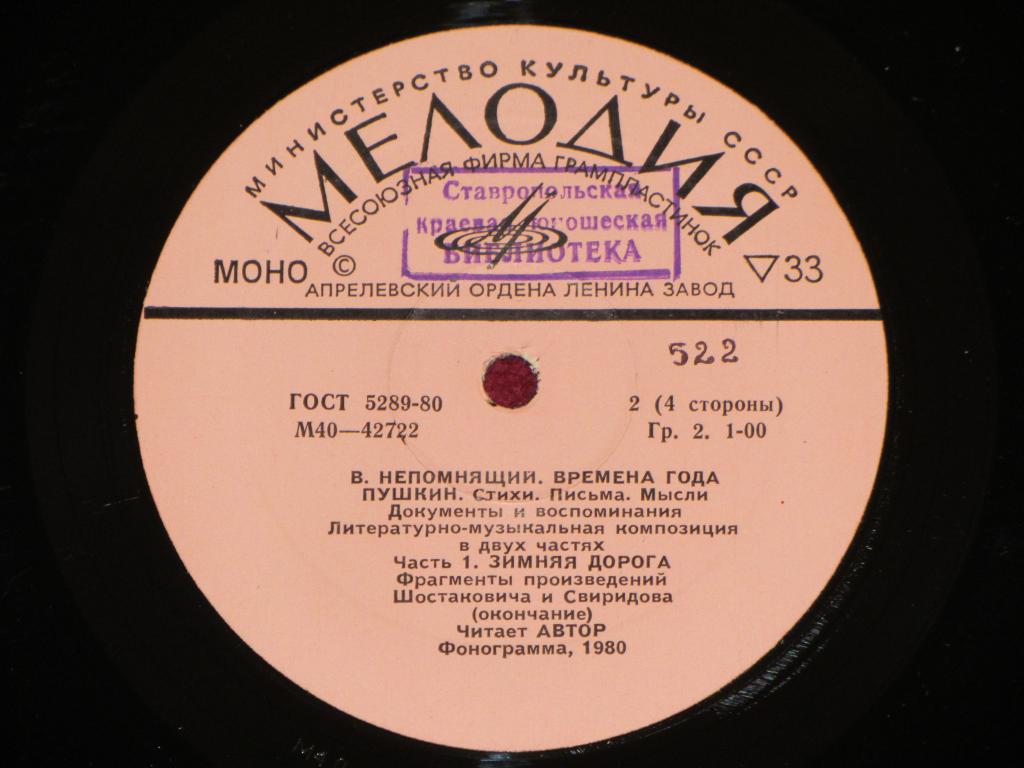 МИНИСТЕРСТВО КУЛЬТУРЫ СССР
МЕЛОДИЯ
ВСЕСОЮЗНАЯ ФИРМА ГРАМПЛАСТИНОК
Ставропольская
краевая юношеская
БИБЛИОТЕКА
МОНО ©
▽33
АПРЕЛЕВСКИЙ ОРДЕНА ЛЕНИНА ЗАВОД
522
ГОСТ 5289-80
2 (4 стороны)
М40—42722
Гр. 2. 1-00
В. НЕПОМНЯЩИЙ. ВРЕМЕНА ГОДА
ПУШКИН. Стихи. Письма. Мысли
Документы и воспоминания
Литературно-музыкальная композиция
в двух частях
Часть 1. ЗИМНЯЯ ДОРОГА
Фрагменты произведений
Шостаковича и Свиридова
(окончание)
Читает АВТОР
Фонограмма, 1980